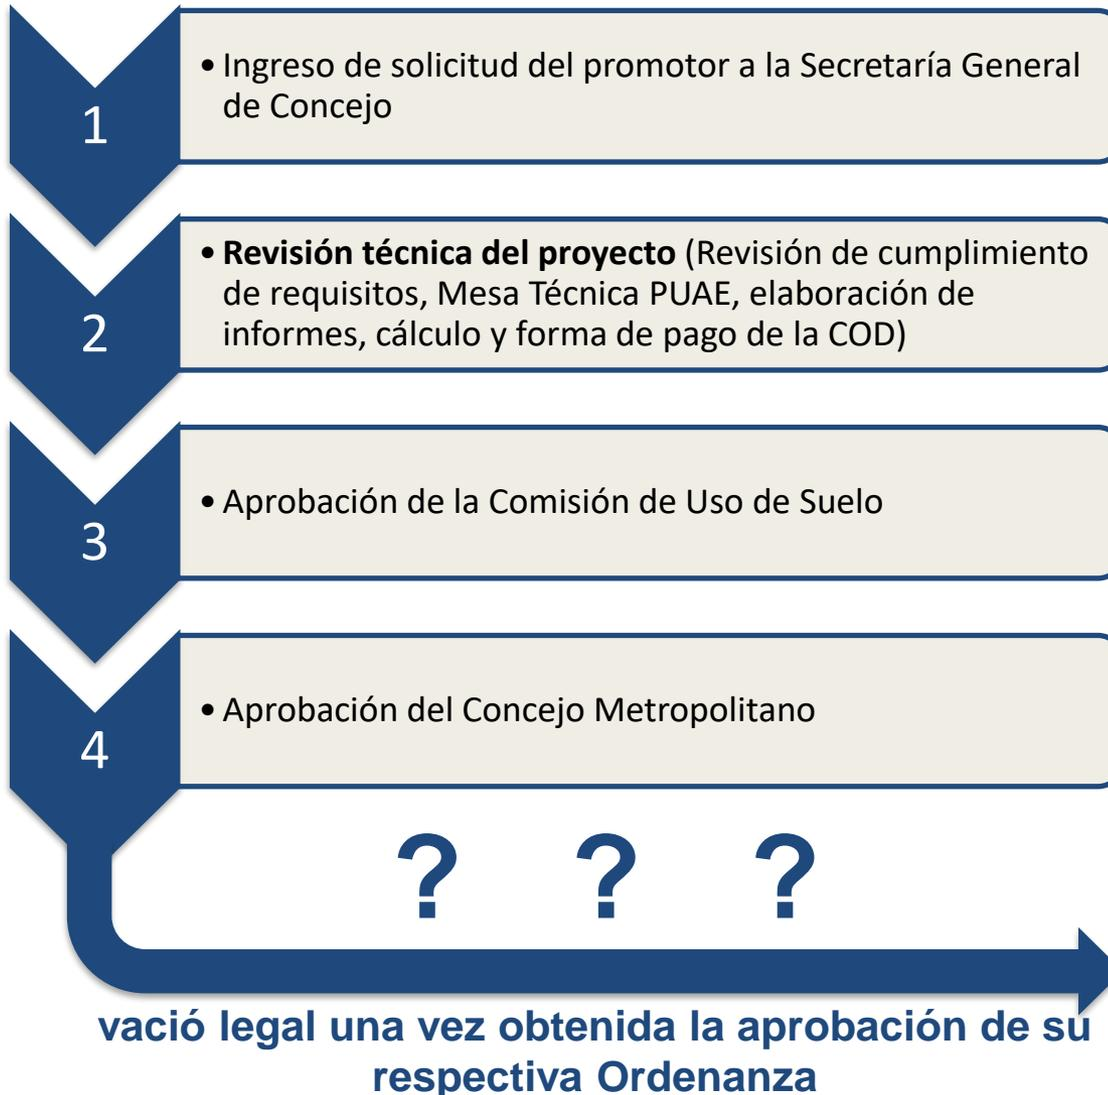 1
• Ingreso de solicitud del promotor a la Secretaría General
de Concejo
2
• Revisión técnica del proyecto (Revisión de cumplimiento
de requisitos, Mesa Técnica PUAE, elaboración de
informes, cálculo y forma de pago de la COD)
3
• Aprobación de la Comisión de Uso de Suelo
4
• Aprobación del Concejo Metropolitano
? ? ?
vació legal una vez obtenida la aprobación de su
respectiva Ordenanza